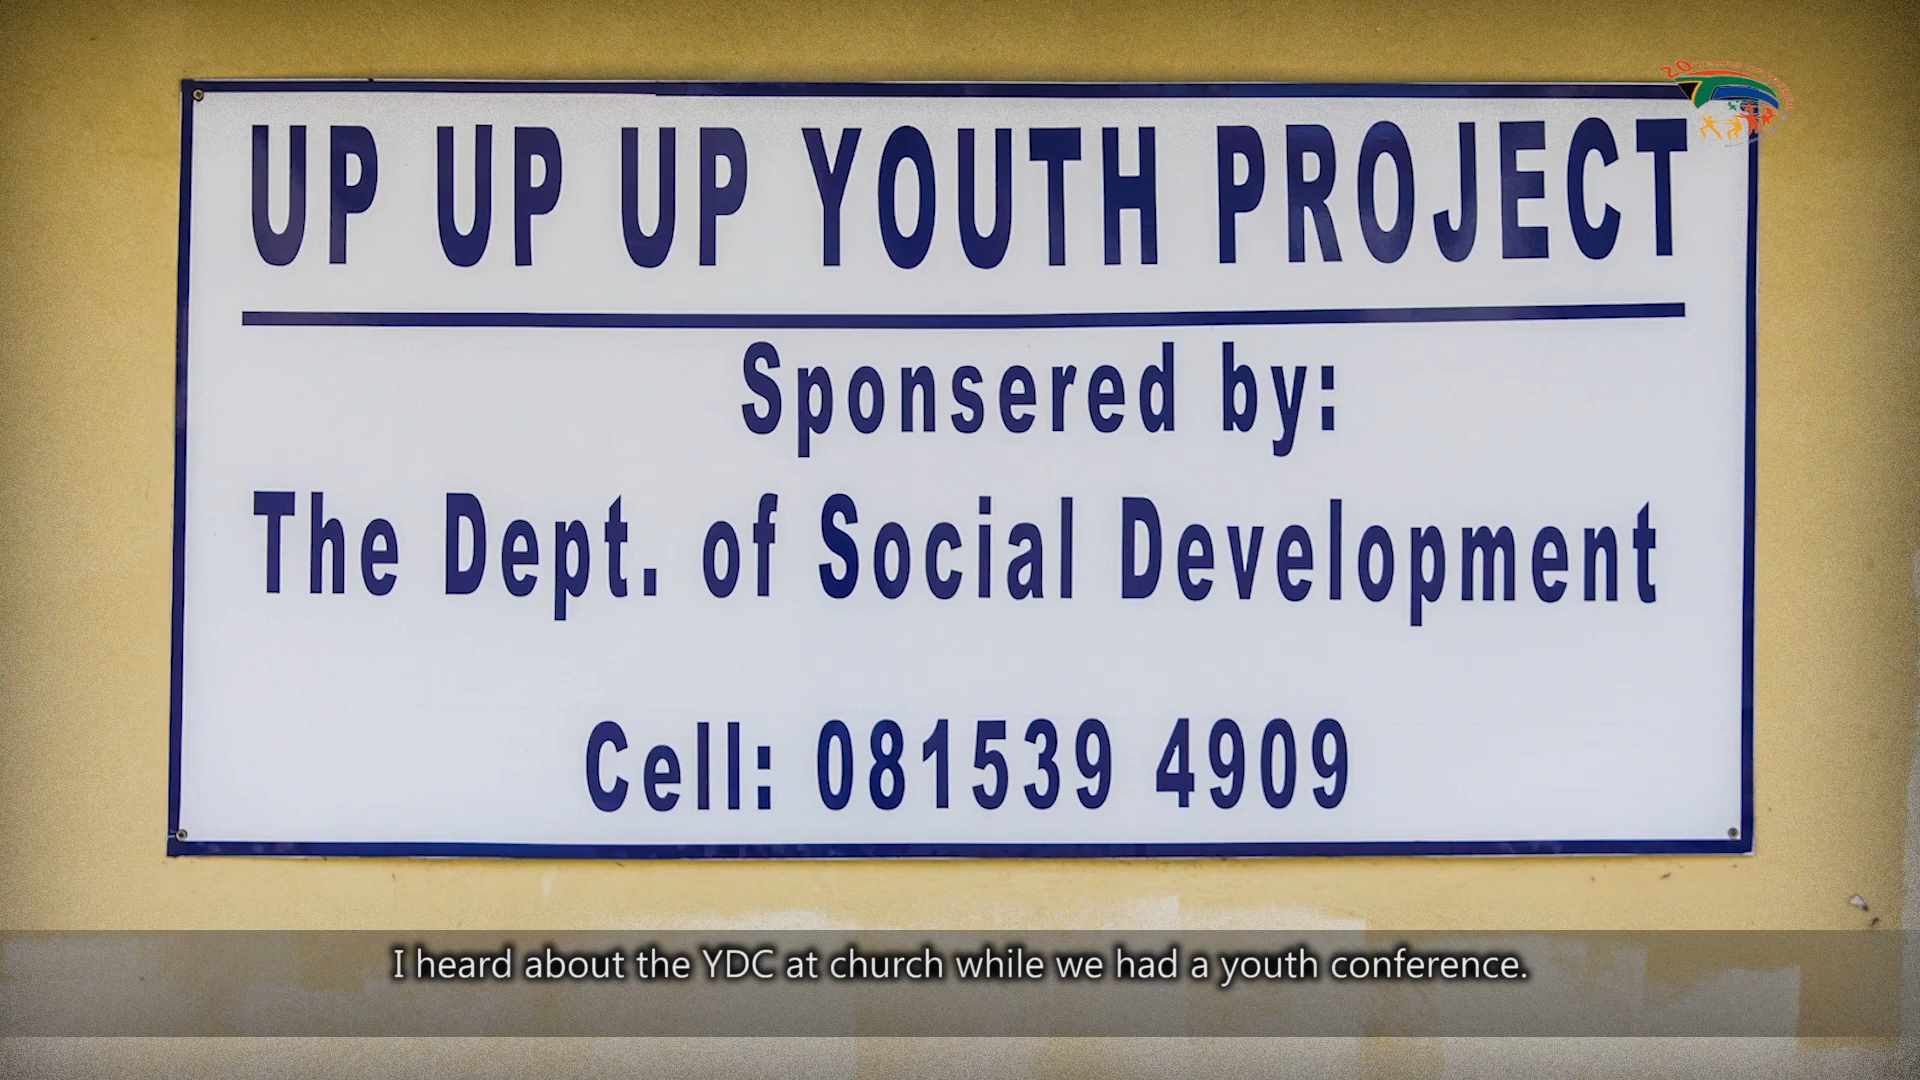 UP UP UP YOUTH PROJECT
Sponsered by:
The Dept. of Social Development
Cell: 081539 4909
I heard about the YDC at church while we had a youth conference.
20